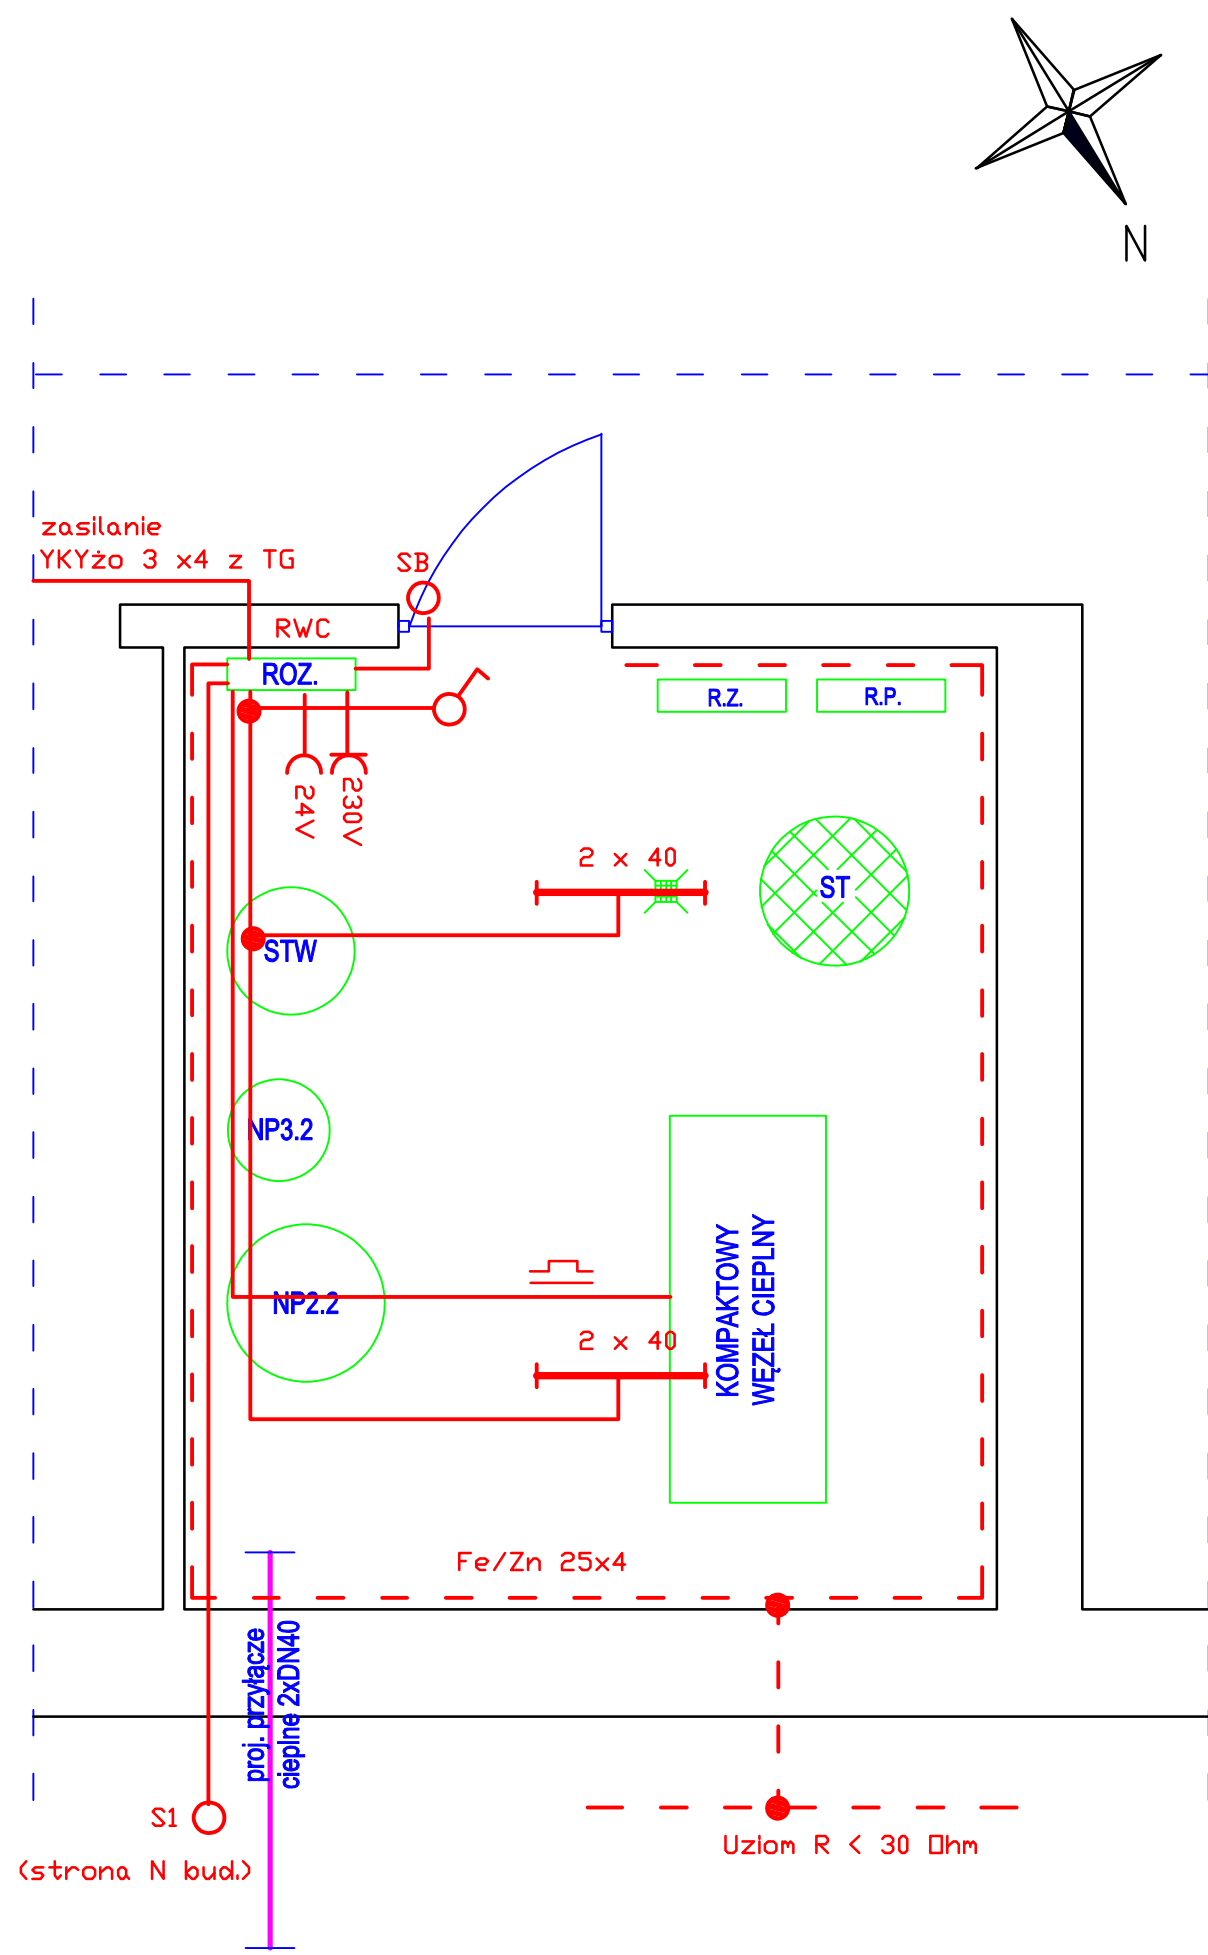 N
zasilanie
YKYżo 3 x4 z TG
SB
RWC
ROZ.
R.Z.
R.P.
24V
230V
2 x 40
ST
STW
NP3.2
KOMPAKTOWY
WĘZEŁ CIEPLNY
NP2.2
2 x 40
Fe/Zn 25x4
proj. przyłącze
cieplne 2xDN40
S1
(strona N bud.)
Uziom R < 30 Ohm